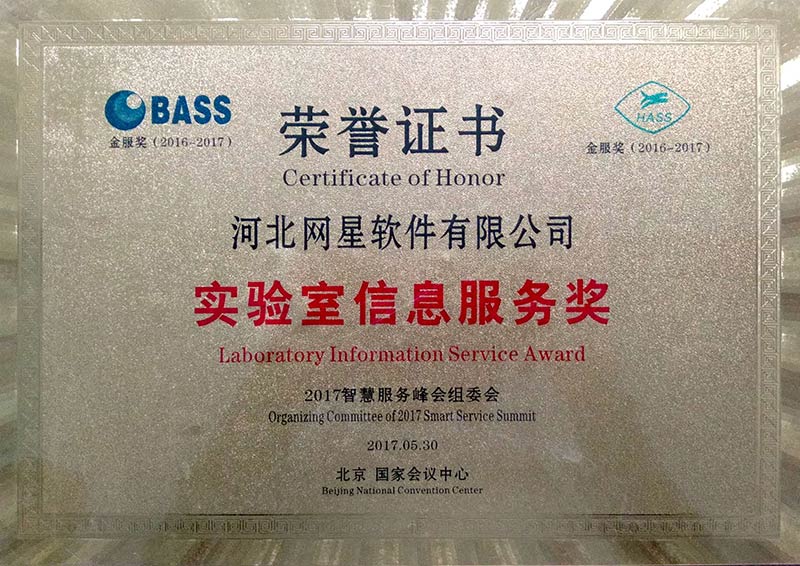 BASS
金服奖（2016-2017）
HASS
金服奖（2016-2017）
荣誉证书
Certificate of Honor
河北网星软件有限公司
实验室信息服务奖
Laboratory Information Service Award
2017智慧服务峰会组委会
Organizing Committee of 2017 Smart Service Summit
2017.05.30
北京 国家会议中心
Beijing National Convention Center